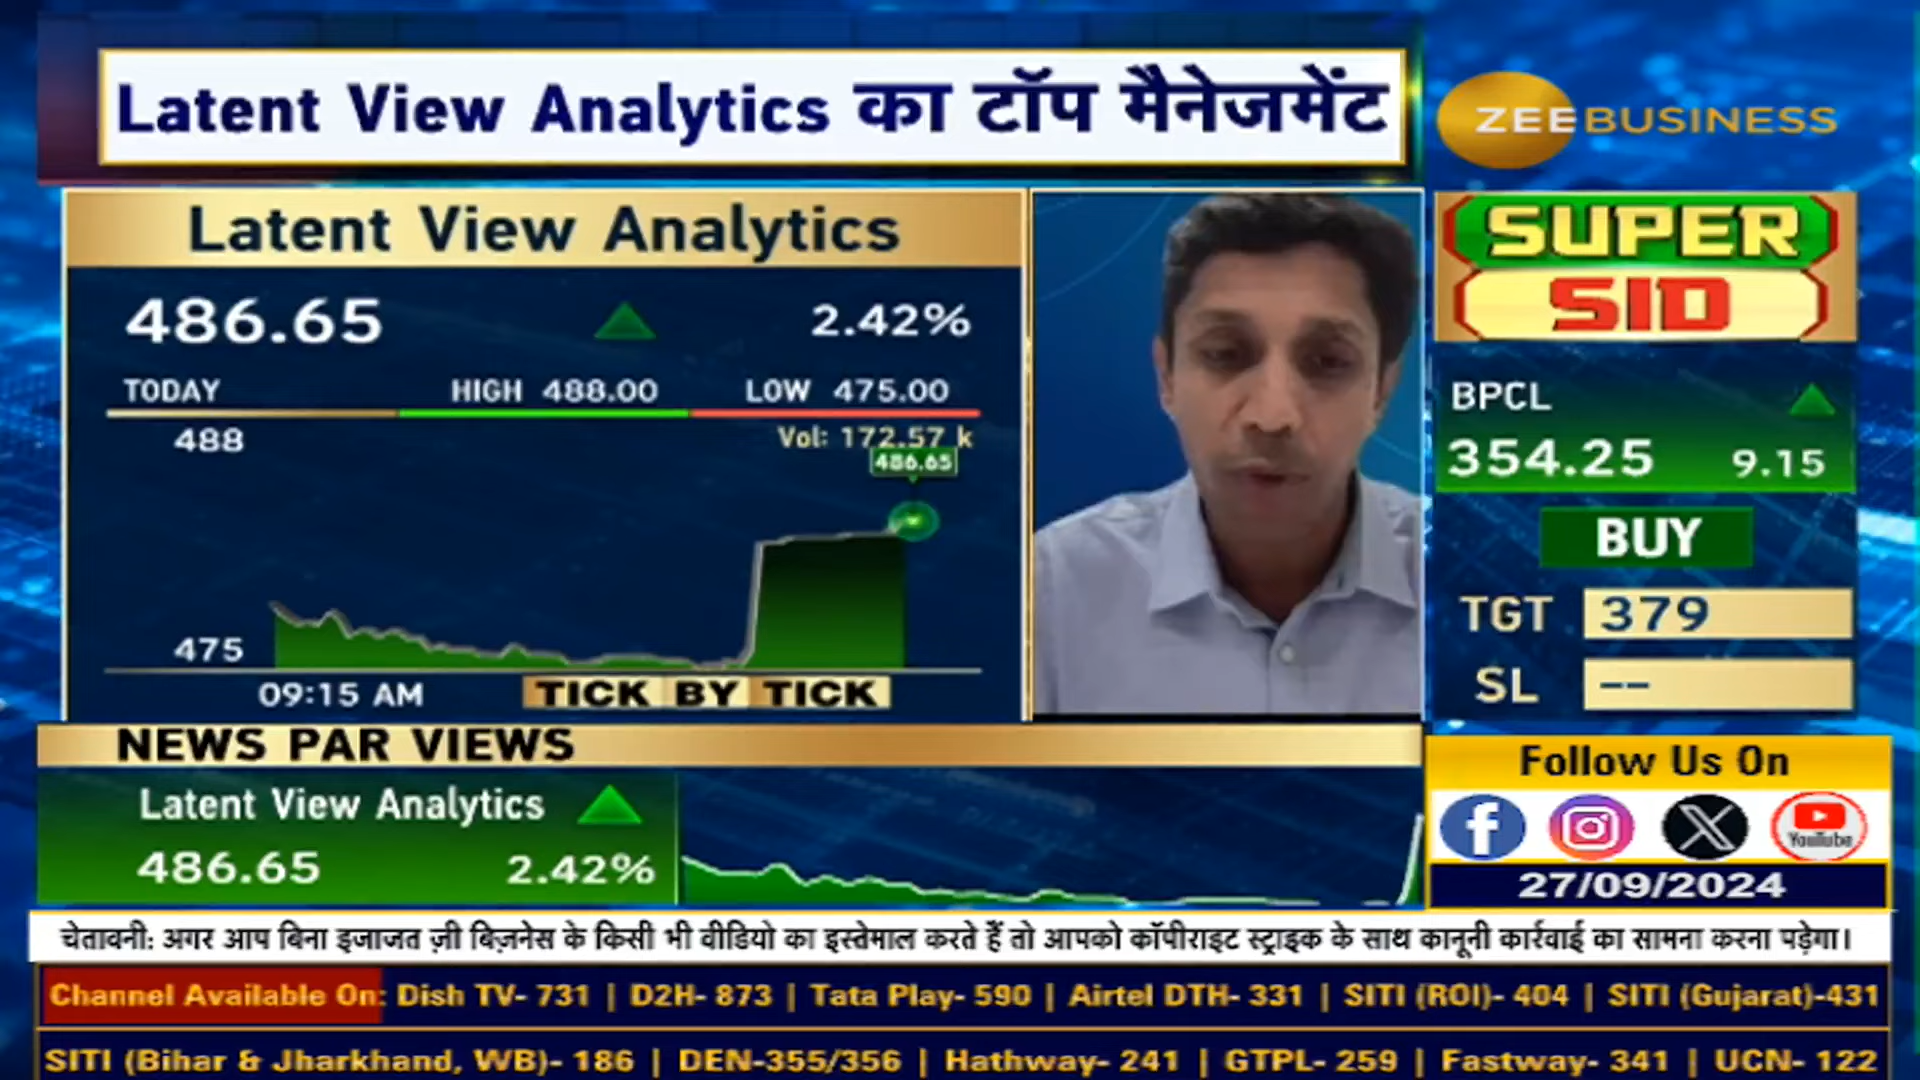 Latent View Analytics का टॉप मैनेजमेंट
ZEEBUSINESS
Latent View Analytics
486.65 2.42%
TODAY HIGH 488.00 LOW 475.00
488 Vol: 172.57 k
486.65
475
09:15 AM TICK BY TICK
SUPER
SID
BPCL
354.25 9.15
BUY
TGT 379
SL --
NEWS PAR VIEWS
Latent View Analytics
486.65 2.42%
Follow Us On
YouTube
27/09/2024
चेतावनी: अगर आप बिना इजाजत ज़ी बिज़नेस के किसी भी वीडियो का इस्तेमाल करते हैं तो आपको कॉपीराइट स्ट्राइक के साथ कानूनी कार्रवाई का सामना करना पड़ेगा।
Channel Available On: Dish TV- 731 | D2H- 873 | Tata Play- 590 | Airtel DTH- 331 | SITI (ROI)- 404 | SITI (Gujarat)-431
SITI (Bihar & Jharkhand, WB)- 186 | DEN-355/356 | Hathway- 241 | GTPL- 259 | Fastway- 341 | UCN- 122